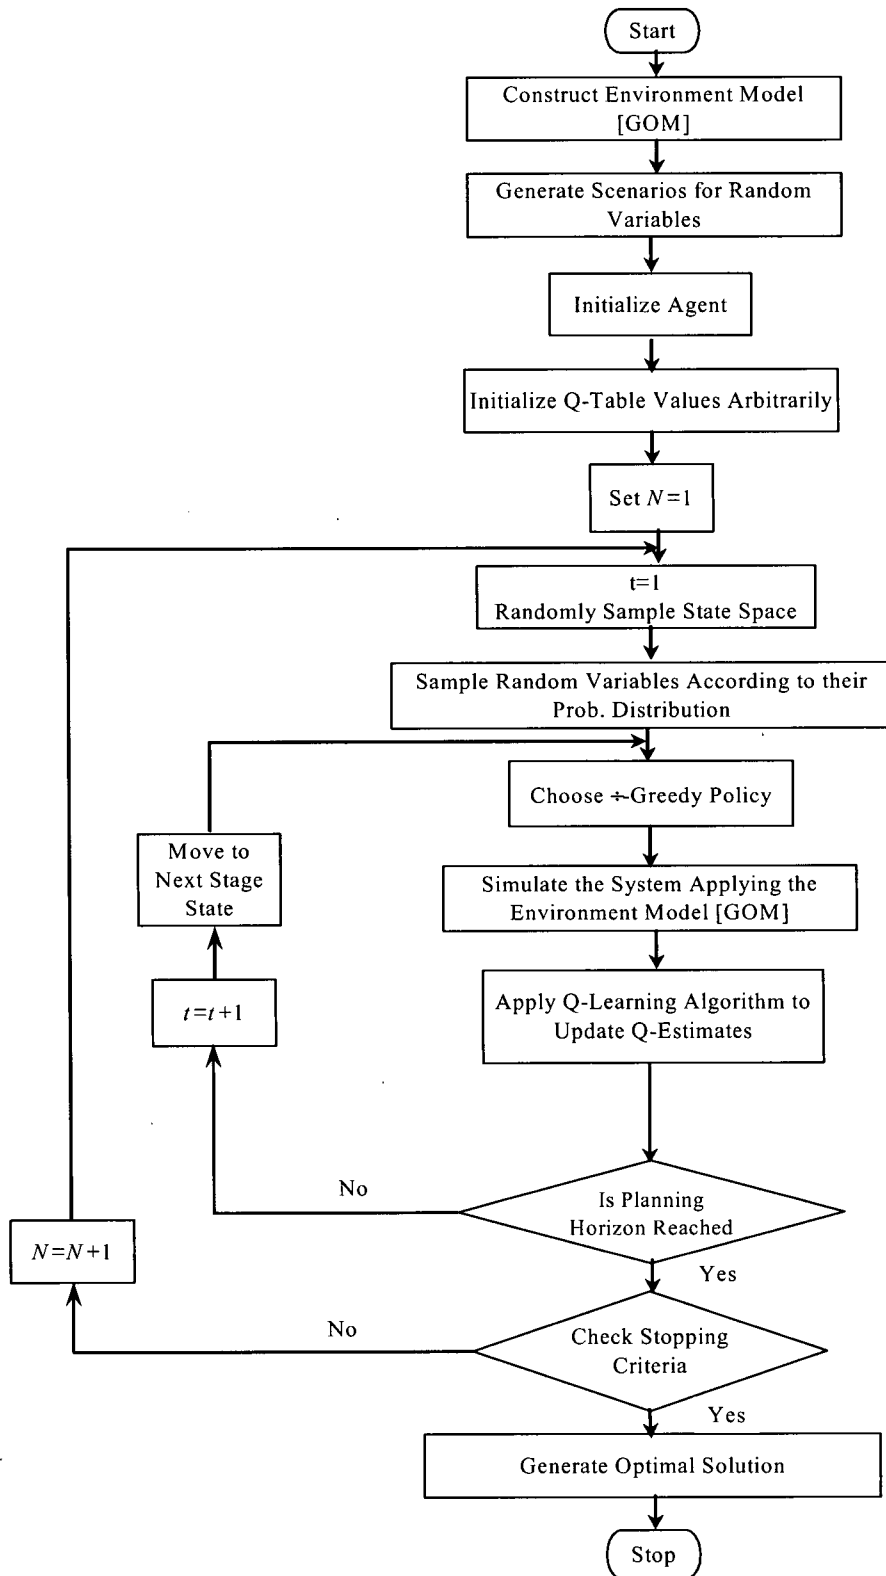 Start
Construct Environment Model
[GOM]
Generate Scenarios for Random
Variables
Initialize Agent
Initialize Q-Table Values Arbitrarily
Set N=1
t=1
Randomly Sample State Space
Sample Random Variables According to their
Prob. Distribution
Choose ÷-Greedy Policy
Move to
Next Stage
State
Simulate the System Applying the
Environment Model [GOM]
t=t+1
Apply Q-Learning Algorithm to
Update Q-Estimates
No
Is Planning
Horizon Reached
N=N+1
Yes
No
Check Stopping
Criteria
Yes
Generate Optimal Solution
Stop